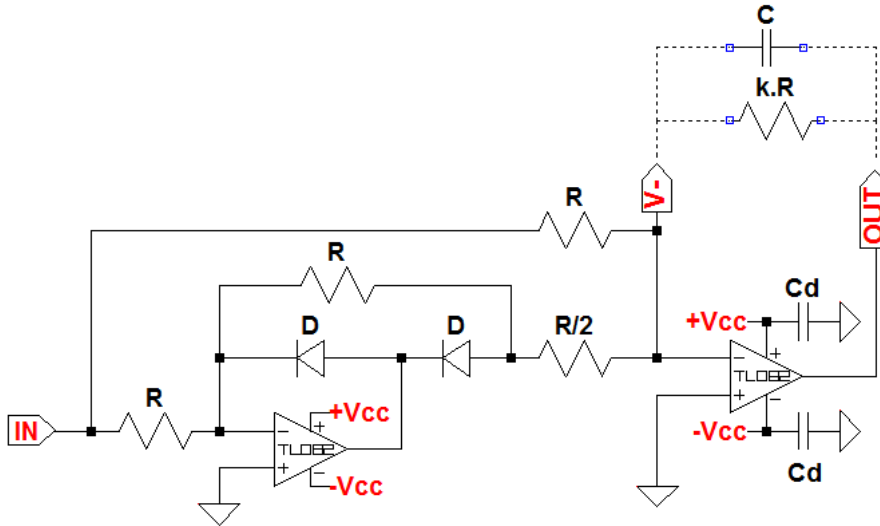 C
k.R
V-
OUT
R
R
Cd
D
D
R/2
+Vcc
TL082
R
+Vcc
IN
TL082
-Vcc
-Vcc
Cd